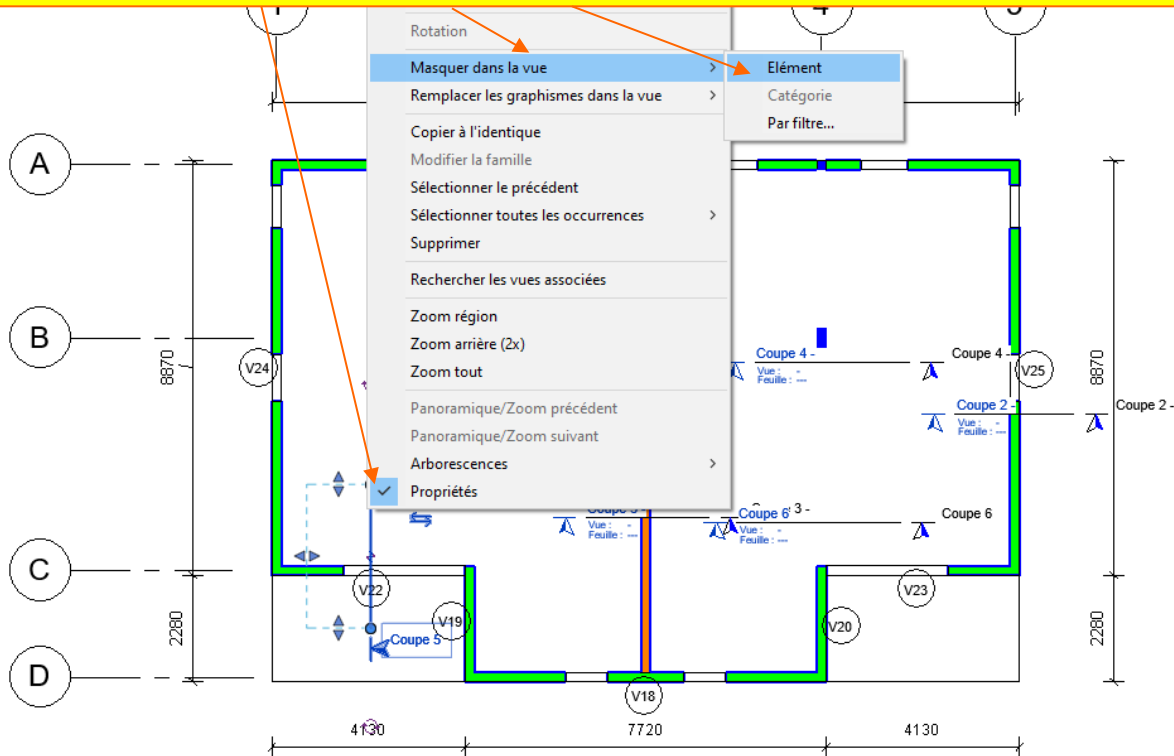 4
Rotation
Masquer dans la vue
Elément
Remplacer les graphismes dans la vue
Catégorie
Par filtre...
Copier à l'identique
Modifier la famille
Sélectionner le précédent
Sélectionner toutes les occurrences
Supprimer
Rechercher les vues associées
Zoom région
Zoom arrière (2x)
Zoom tout
Panoramique/Zoom précédent
Panoramique/Zoom suivant
Arborescences
Propriétés
A
B
C
D
8870
2280
8870
2280
V24
V25
Coupe 4 -
Vue : -
Feuille : ---
Coupe 4 -
Coupe 2 -
Vue : -
Feuille : ---
Coupe 2 -
Vue : -
Feuille : ---
Coupe 6
Vue : -
Feuille : ---
3 -
Coupe 6
V22
V23
V19
V20
Coupe 5
V18
4130
7720
4130